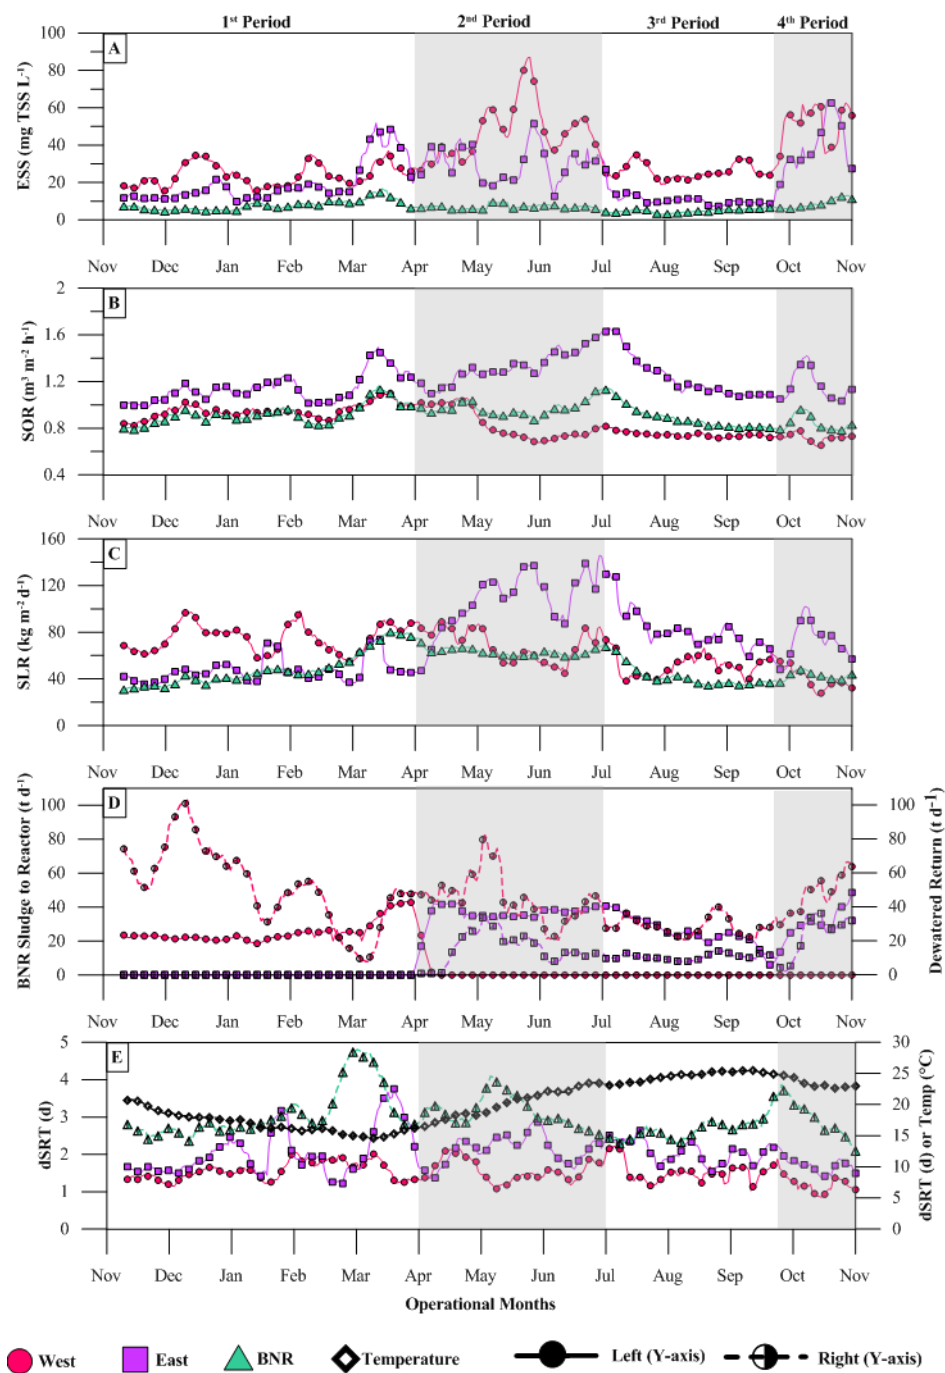 1st Period 2nd Period 3rd Period 4th Period
A
ESS (mg TSS L-1)
100
80
60
40
20
0
Nov Dec Jan Feb Mar Apr May Jun Jul Aug Sep Oct Nov
B
SOR (m3 m-2 h-1)
2
1.6
1.2
0.8
0.4
Nov Dec Jan Feb Mar Apr May Jun Jul Aug Sep Oct Nov
C
SLR (kg m-2 d-1)
160
120
80
40
0
Nov Dec Jan Feb Mar Apr May Jun Jul Aug Sep Oct Nov
D
BNR Sludge to Reactor (t d-1)
100
80
60
40
20
0
Dewatered Return (t d-1)
100
80
60
40
20
0
Nov Dec Jan Feb Mar Apr May Jun Jul Aug Sep Oct Nov
E
dSRT (d)
5
4
3
2
1
0
dSRT (d) or Temp (°C)
30
25
20
15
10
5
0
Nov Dec Jan Feb Mar Apr May Jun Jul Aug Sep Oct Nov
Operational Months
West East BNR Temperature Left (Y-axis) Right (Y-axis)